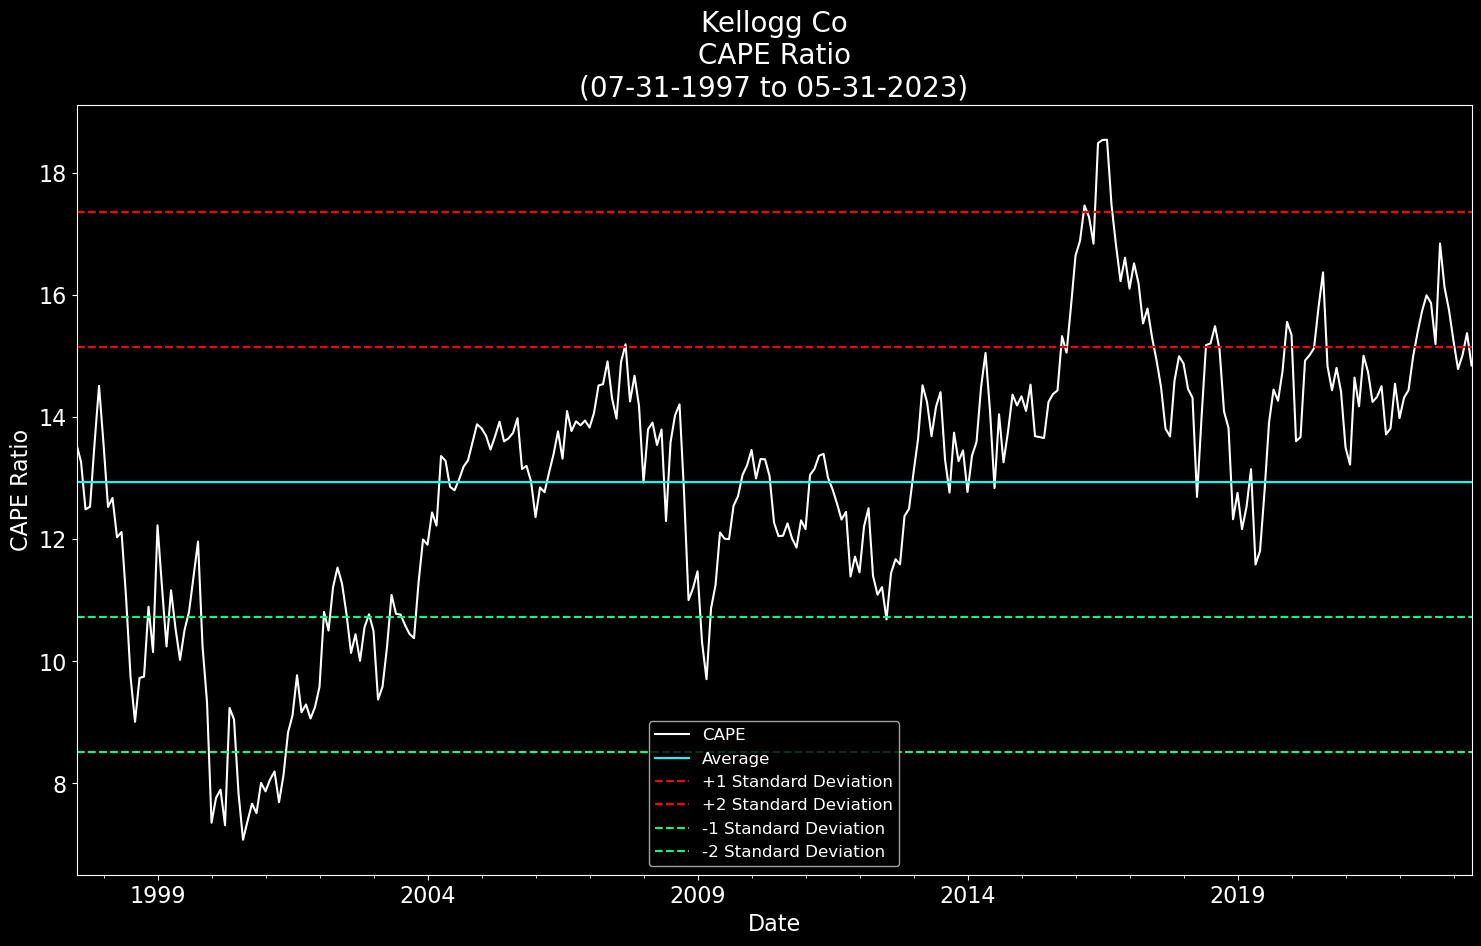 Kellogg Co
CAPE Ratio
(07-31-1997 to 05-31-2023)
CAPE Ratio
18
16
14
12
10
8
CAPE
Average
+1 Standard Deviation
+2 Standard Deviation
-1 Standard Deviation
-2 Standard Deviation
1999 2004 2009 2014 2019
Date